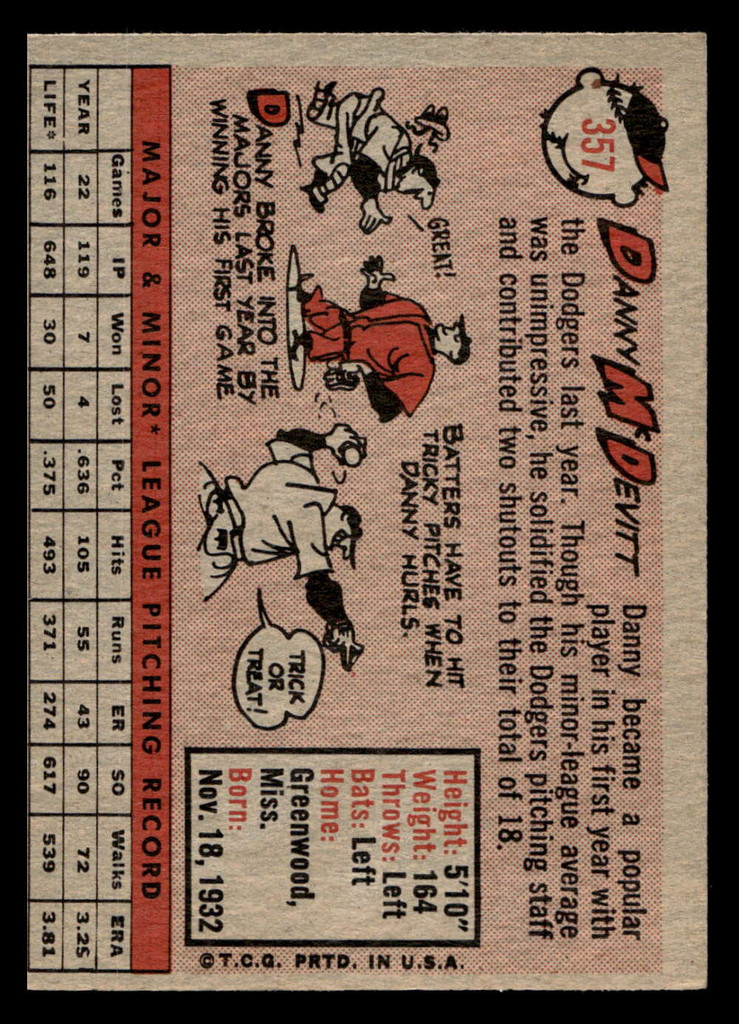 357
DANNY McDEVITT Danny became a popular
player in his first year with
the Dodgers last year. Though his minor-league average
was unimpressive, he solidified the Dodgers pitching staff
and contributed two shutouts to their total of 18.
GREAT!
DANNY BROKE INTO THE
MAJORS LAST YEAR BY
WINNING HIS FIRST GAME
BATTERS HAVE TO HIT
TRICKY PITCHES WHEN
DANNY HURLS.
TRICK
OR
TREAT!
Height: 5'10"
Weight: 164
Throws: Left
Bats: Left
Home:
Greenwood,
Miss.
Born:
Nov. 18, 1932
© T.C.G. PRTD. IN U.S.A.
MAJOR & MINOR* LEAGUE PITCHING RECORD
Games IP Won Lost Pct Hits Runs ER SO Walks ERA
YEAR 22 119 7 4 .636 105 55 43 90 72 3.25
LIFE* 116 648 30 50 .375 493 371 274 617 539 3.81